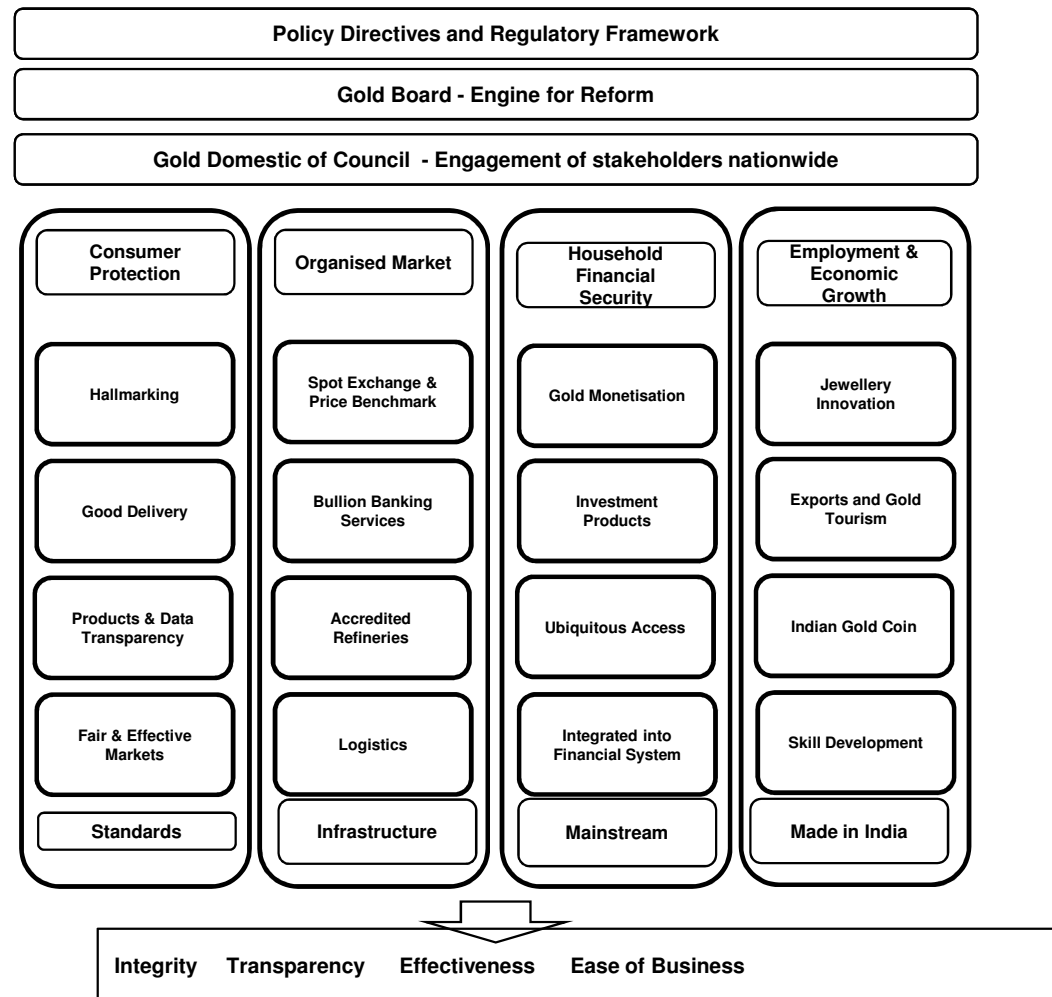 Policy Directives and Regulatory Framework
Gold Board - Engine for Reform
Gold Domestic of Council - Engagement of stakeholders nationwide
Consumer
Protection
Hallmarking
Good Delivery
Products & Data
Transparency
Fair & Effective
Markets
Standards
Organised Market
Spot Exchange &
Price Benchmark
Bullion Banking
Services
Accredited
Refineries
Logistics
Infrastructure
Household
Financial
Security
Gold Monetisation
Investment
Products
Ubiquitous Access
Integrated into
Financial System
Mainstream
Employment &
Economic
Growth
Jewellery
Innovation
Exports and Gold
Tourism
Indian Gold Coin
Skill Development
Made in India
Integrity Transparency Effectiveness Ease of Business